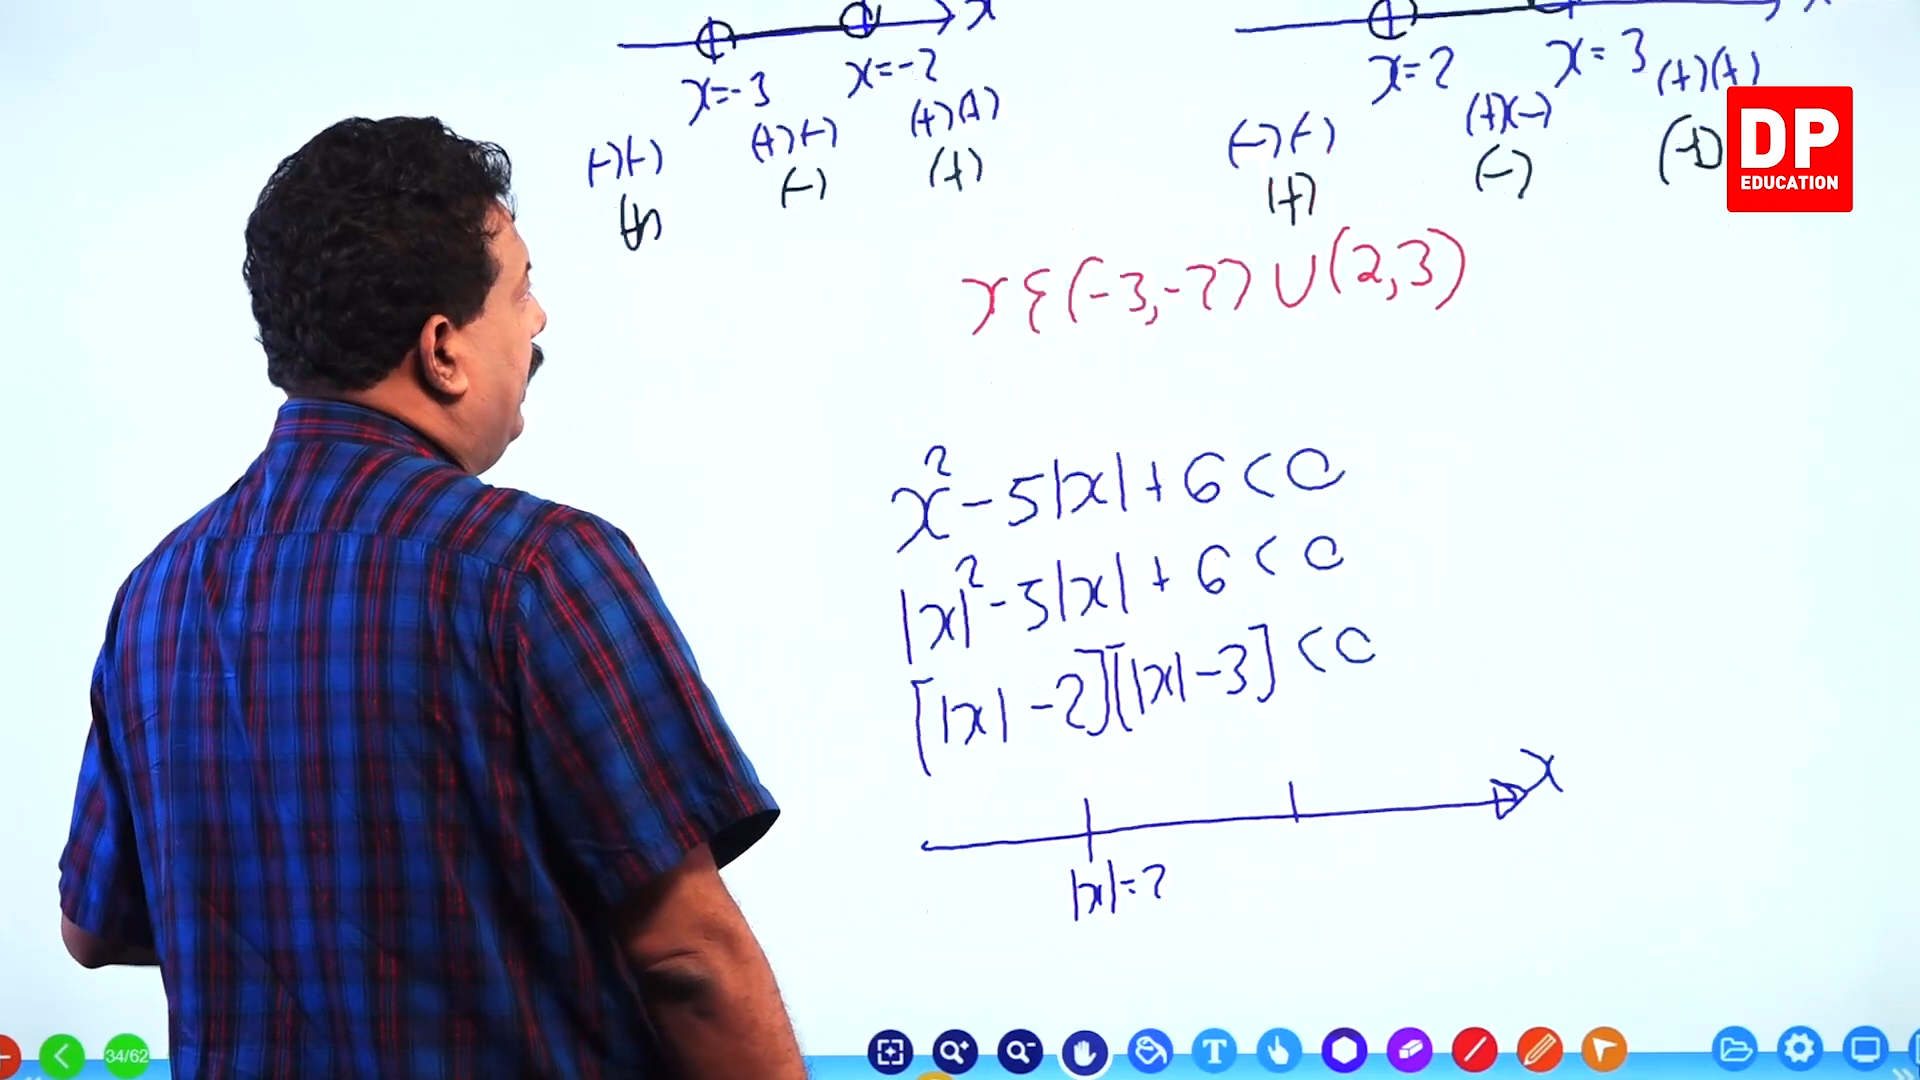 x
x=-3 x=-2
(-)(-) (+)(-) (+)(+)
(+) (-) (+)
x=2 x=3
(-)(-) (+)(-) (+)(+)
(+) (-) (+)
DP
EDUCATION
x ∈ (-3,-2) ∪ (2,3)
x² - 5|x| + 6 < 0
|x|² - 5|x| + 6 < 0
[|x| - 2][|x| - 3] < 0
x
|x| = 2
34/62
T